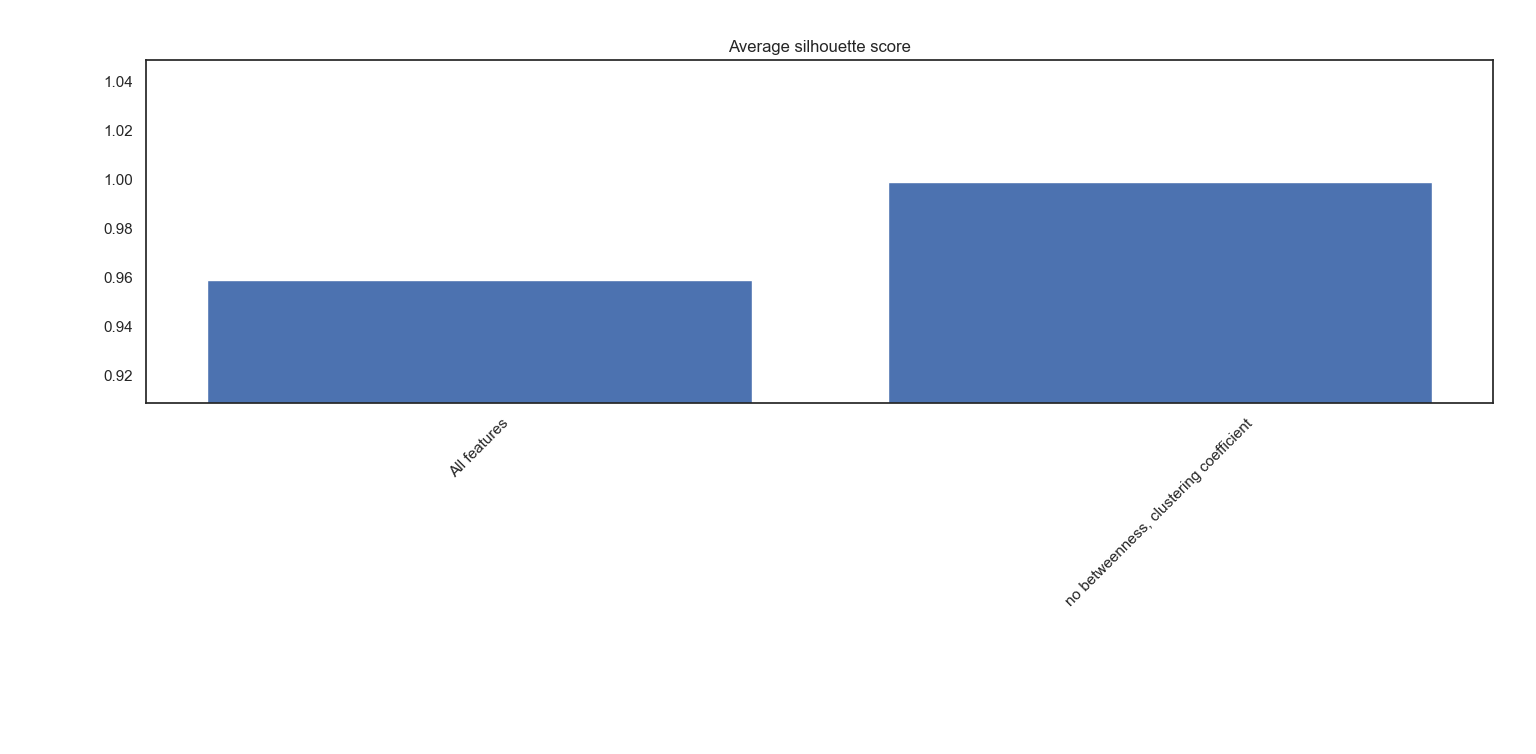 Average silhouette score
1.04
1.02
1.00
0.98
0.96
0.94
0.92
All features
no betweenness, clustering coefficient